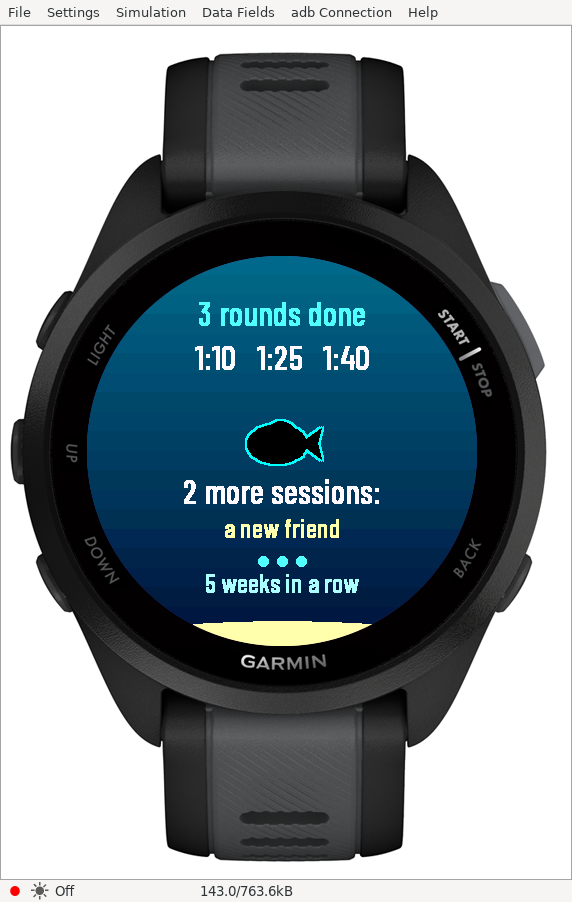 File Settings Simulation Data Fields adb Connection Help
3 rounds done
1:10 1:25 1:40
START
STOP
LIGHT
UP
2 more sessions:
a new friend
5 weeks in a row
DOWN
BACK
GARMIN
Off 143.0/763.6kB